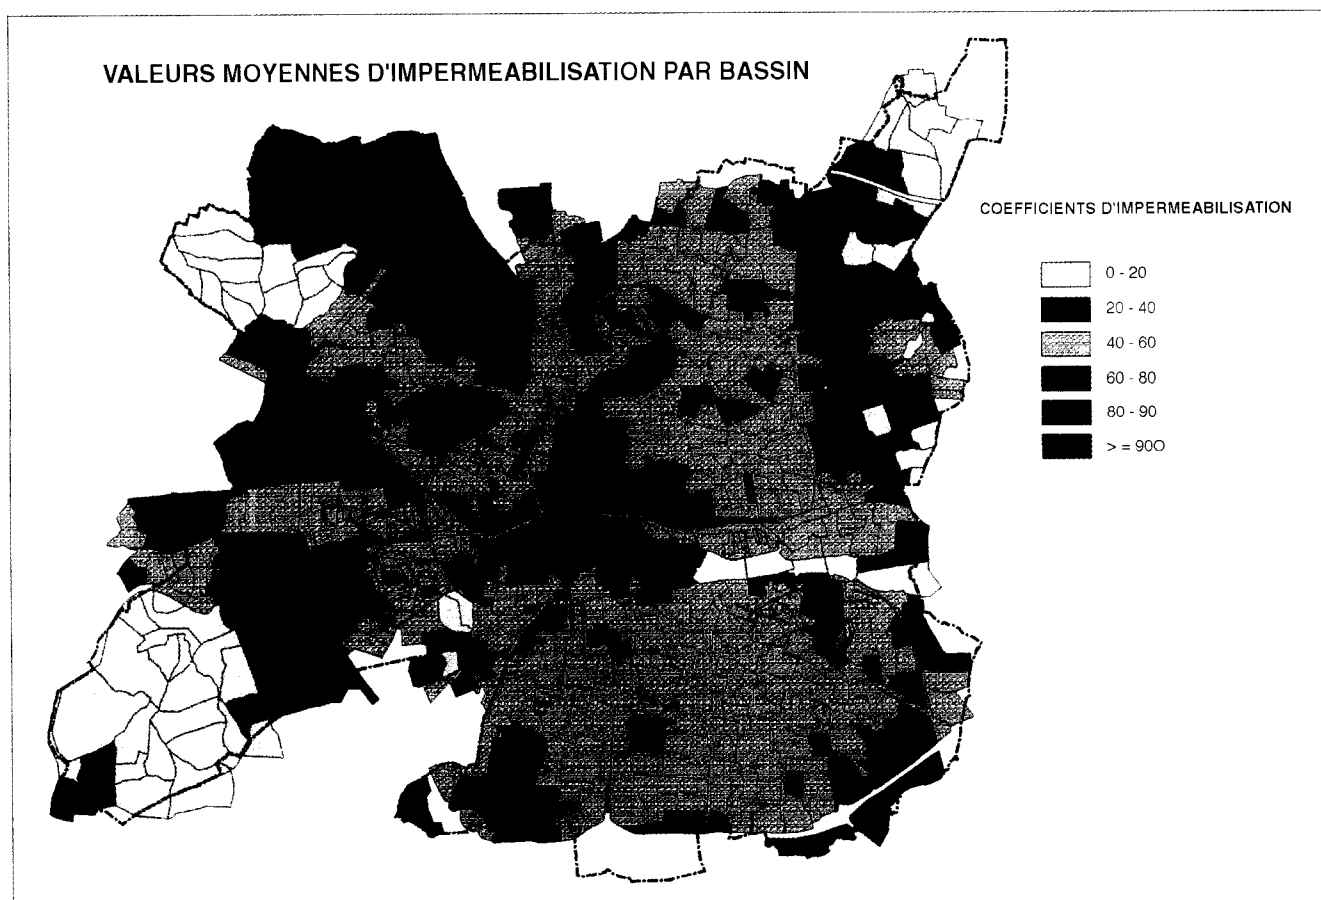 VALEURS MOYENNES D'IMPERMEABILISATION PAR BASSIN
COEFFICIENTS D'IMPERMEABILISATION
0 - 20
20 - 40
40 - 60
60 - 80
80 - 90
> = 90O